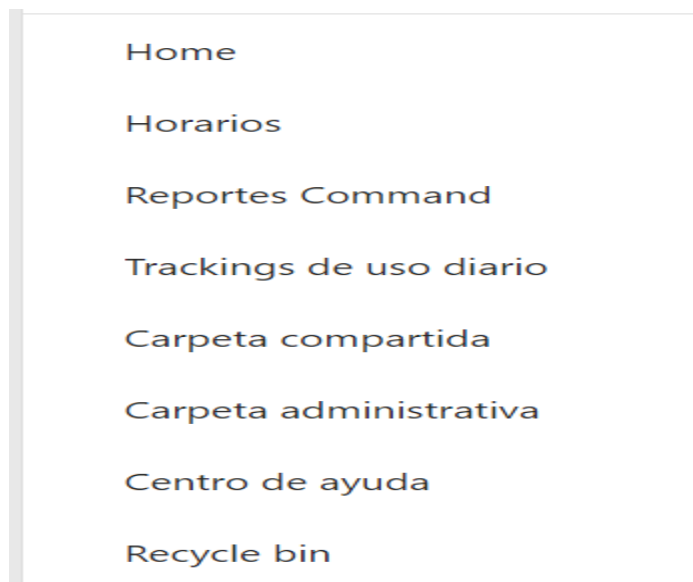 Home
Horarios
Reportes Command
Trackings de uso diario
Carpeta compartida
Carpeta administrativa
Centro de ayuda
Recycle bin